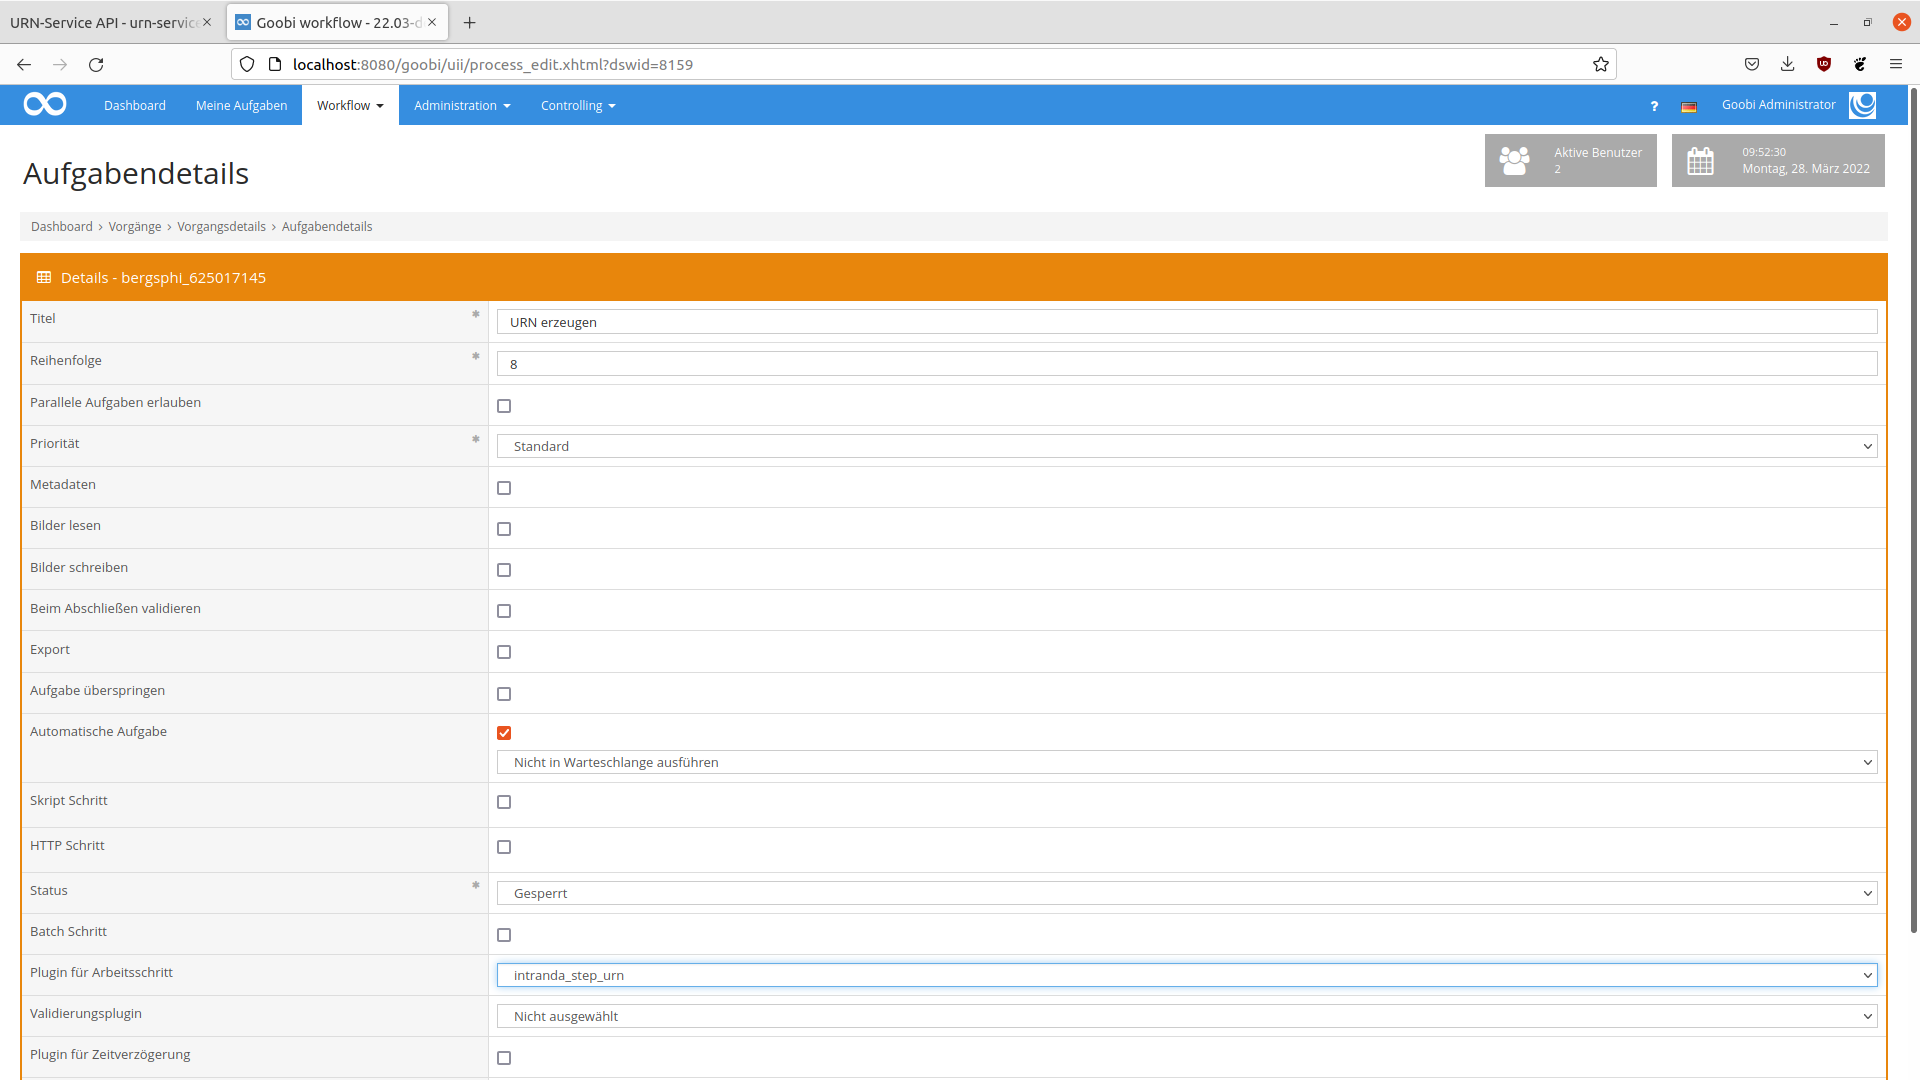 URN-Service API - urn-service
Goobi workflow - 22.03-d
localhost:8080/goobi/uii/process_edit.xhtml?dswid=8159
Dashboard
Meine Aufgaben
Workflow
Administration
Controlling
?
Goobi Administrator
Aufgabendetails
Aktive Benutzer
2
09:52:30
Montag, 28. März 2022
Dashboard › Vorgänge › Vorgangsdetails › Aufgabendetails
Details - bergsphi_625017145
Titel *
URN erzeugen
Reihenfolge *
8
Parallele Aufgaben erlauben
Priorität *
Standard
Metadaten
Bilder lesen
Bilder schreiben
Beim Abschließen validieren
Export
Aufgabe überspringen
Automatische Aufgabe
Nicht in Warteschlange ausführen
Skript Schritt
HTTP Schritt
Status *
Gesperrt
Batch Schritt
Plugin für Arbeitsschritt
intranda_step_urn
Validierungsplugin
Nicht ausgewählt
Plugin für Zeitverzögerung